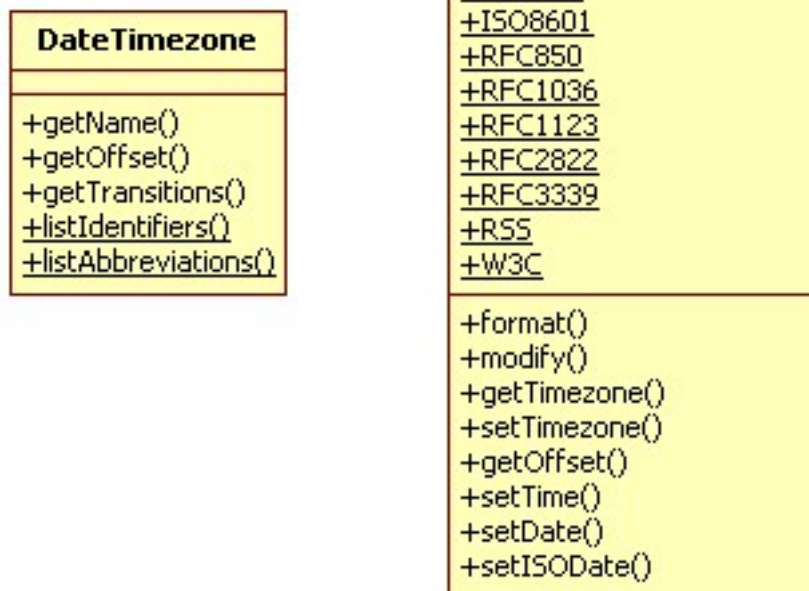 DateTimezone
+getName()
+getOffset()
+getTransitions()
+listIdentifiers()
+listAbbreviations()
+ISO8601
+RFC850
+RFC1036
+RFC1123
+RFC2822
+RFC3339
+RSS
+W3C
+format()
+modify()
+getTimezone()
+setTimezone()
+getOffset()
+setTime()
+setDate()
+setISODate()